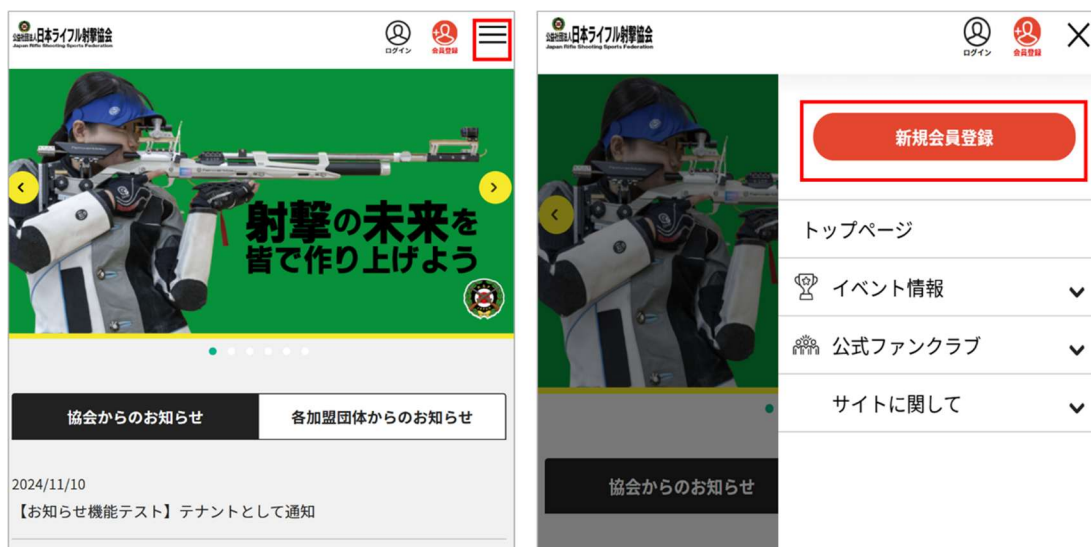 公益社団法人日本ライフル射撃協会
Japan Rifle Shooting Sports Federation
ログイン
会員登録
射撃の未来を
皆で作り上げよう
協会からのお知らせ
各加盟団体からのお知らせ
2024/11/10
【お知らせ機能テスト】テナントとして通知
公益社団法人日本ライフル射撃協会
Japan Rifle Shooting Sports Federation
ログイン
会員登録
新規会員登録
トップページ
イベント情報
公式ファンクラブ
サイトに関して
協会からのお知らせ